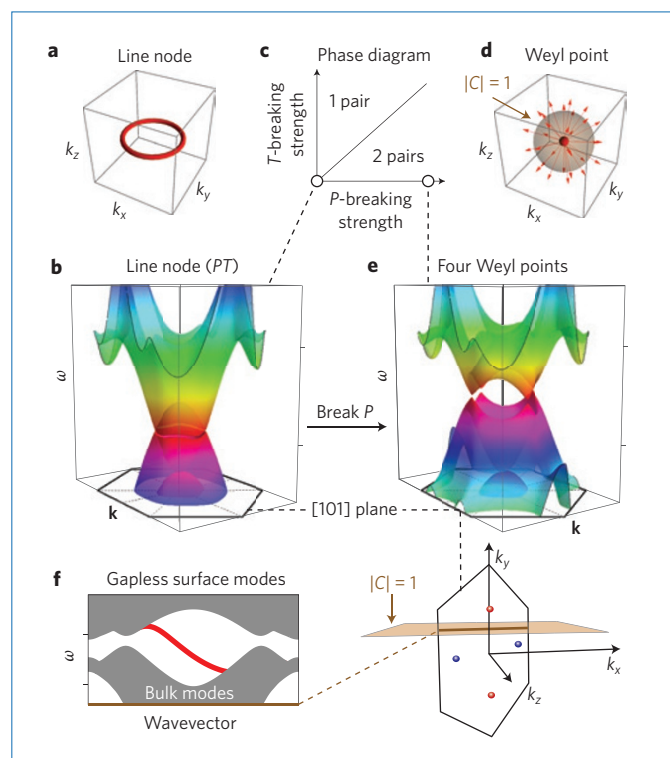 a Line node
k_z
k_x
k_y
c Phase diagram
T-breaking
strength
1 pair
2 pairs
P-breaking
strength
d Weyl point
|C| = 1
k_z
k_x
k_y
b Line node (PT)
ω
k
Break P
e Four Weyl points
ω
k
[101] plane
f Gapless surface modes
ω
Bulk modes
Wavevector
|C| = 1
k_y
k_x
k_z